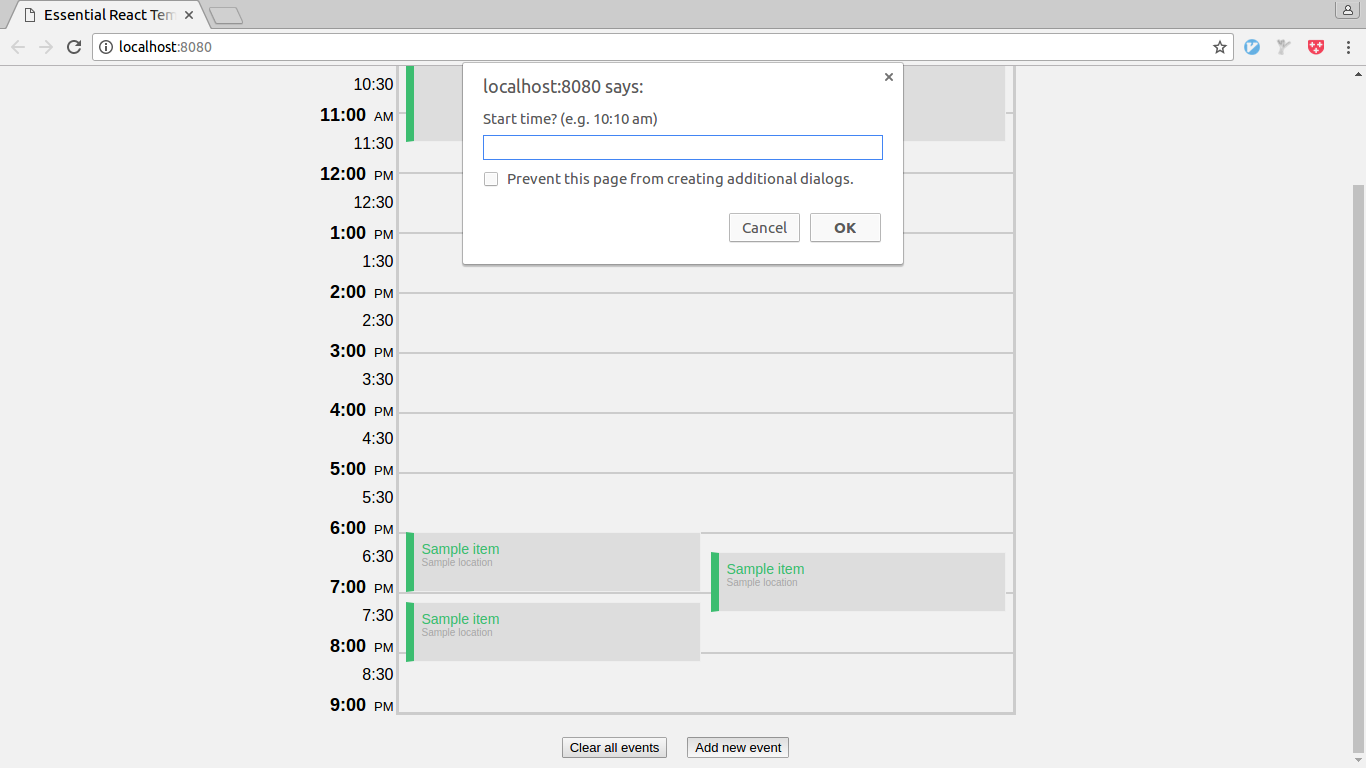 Essential React Tem
localhost:8080
localhost:8080 says:
Start time? (e.g. 10:10 am)
Prevent this page from creating additional dialogs.
Cancel OK
10:30
11:00 AM
11:30
12:00 PM
12:30
1:00 PM
1:30
2:00 PM
2:30
3:00 PM
3:30
4:00 PM
4:30
5:00 PM
5:30
6:00 PM
Sample item
Sample location
6:30
Sample item
Sample location
7:00 PM
7:30
Sample item
Sample location
8:00 PM
8:30
9:00 PM
Clear all events Add new event